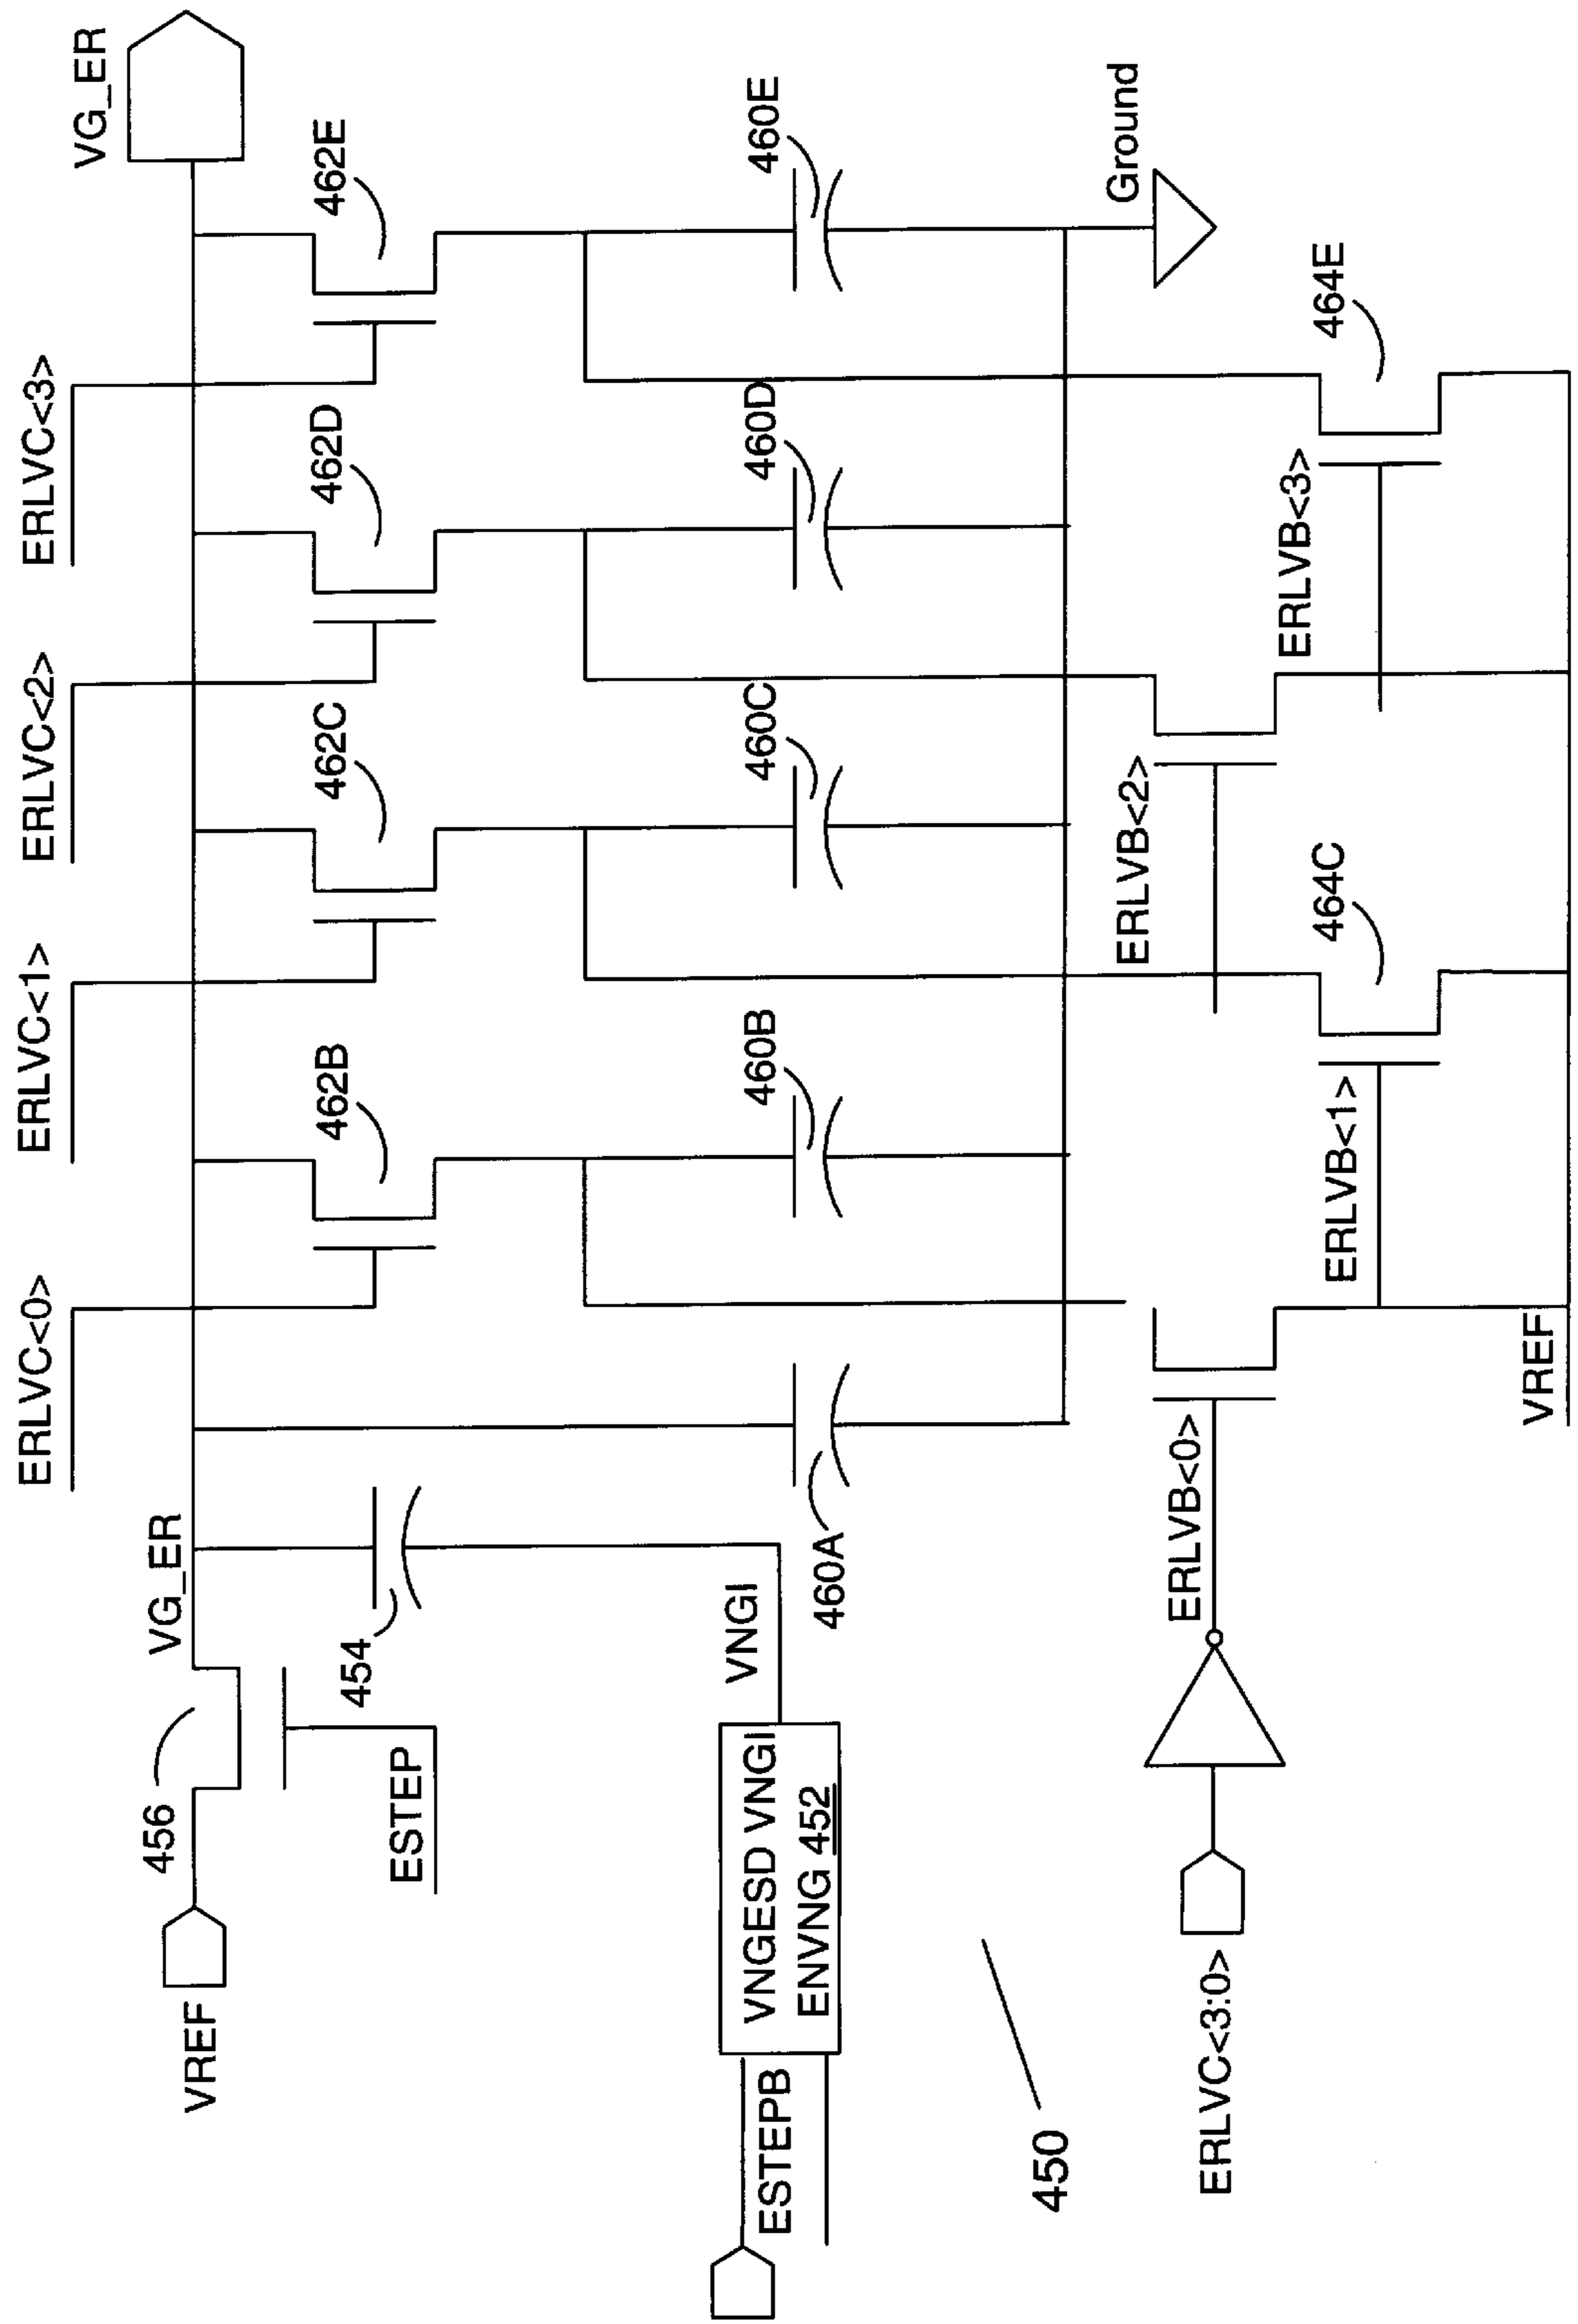 VG_ER
ERLVC<0>
ERLVC<1>
ERLVC<2>
ERLVC<3>
VG_ER
456
VREF
ESTEP
454
462B
462C
462D
462E
VNGI
VNGESD VNGI
ENVNG 452
ESTEPB
460A
460B
460C
460D
460E
Ground
450
ERLVC<3:0>
ERLVB<0>
ERLVB<1>
ERLVB<2>
ERLVB<3>
464C
464E
VREF